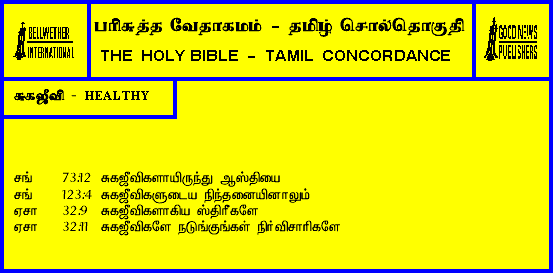 BELLWETHER
INTERNATIONAL
பரிசுத்த வேதாகமம் - தமிழ் சொல்தொகுதி
THE HOLY BIBLE - TAMIL CONCORDANCE
GOOD NEWS
PUBLISHERS
சுகஜீவி - HEALTHY
சங் 73:12 சுகஜீவிகளாயிருந்து ஆஸ்தியை
சங் 123:4 சுகஜீவிகளுடைய நிந்தனையினாலும்
ஏசா 32:9 சுகஜீவிகளாகிய ஸ்திரீகளே
ஏசா 32:11 சுகஜீவிகளே நடுங்குங்கள் நிர்விசாரிகளே